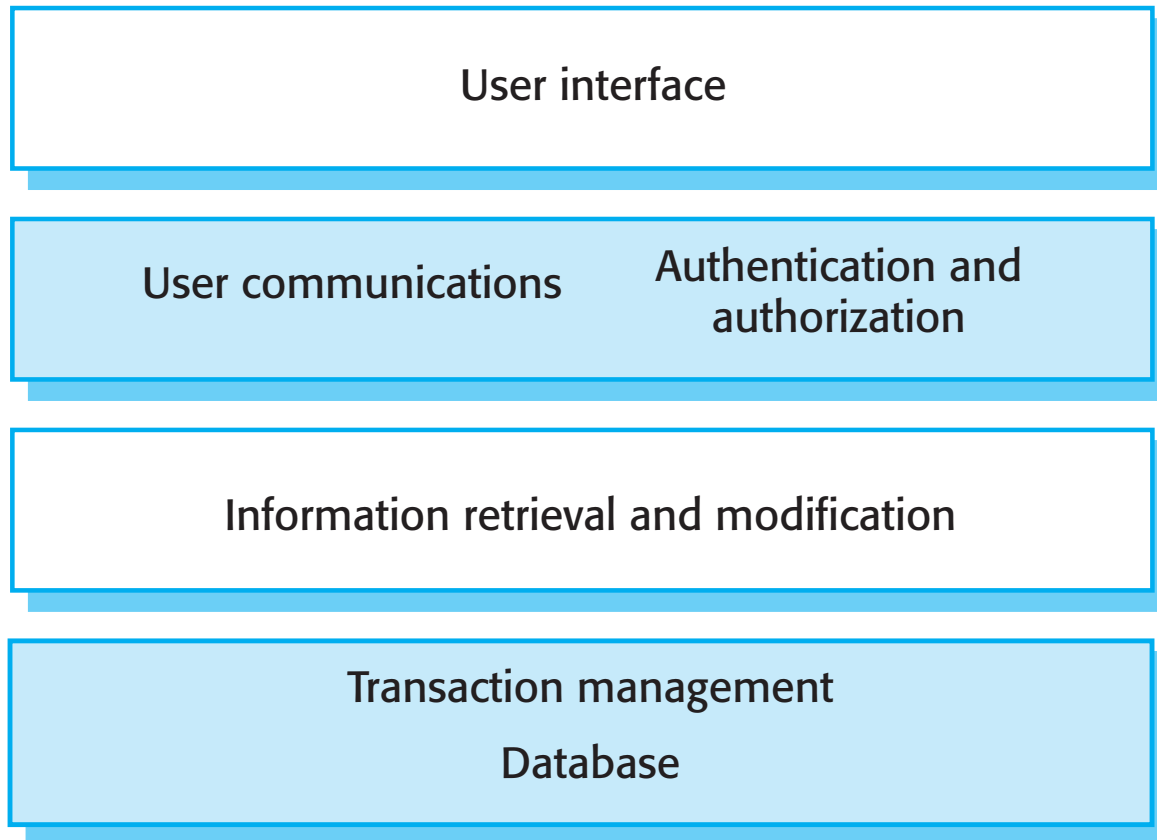 User interface
User communications
Authentication and
authorization
Information retrieval and modification
Transaction management
Database